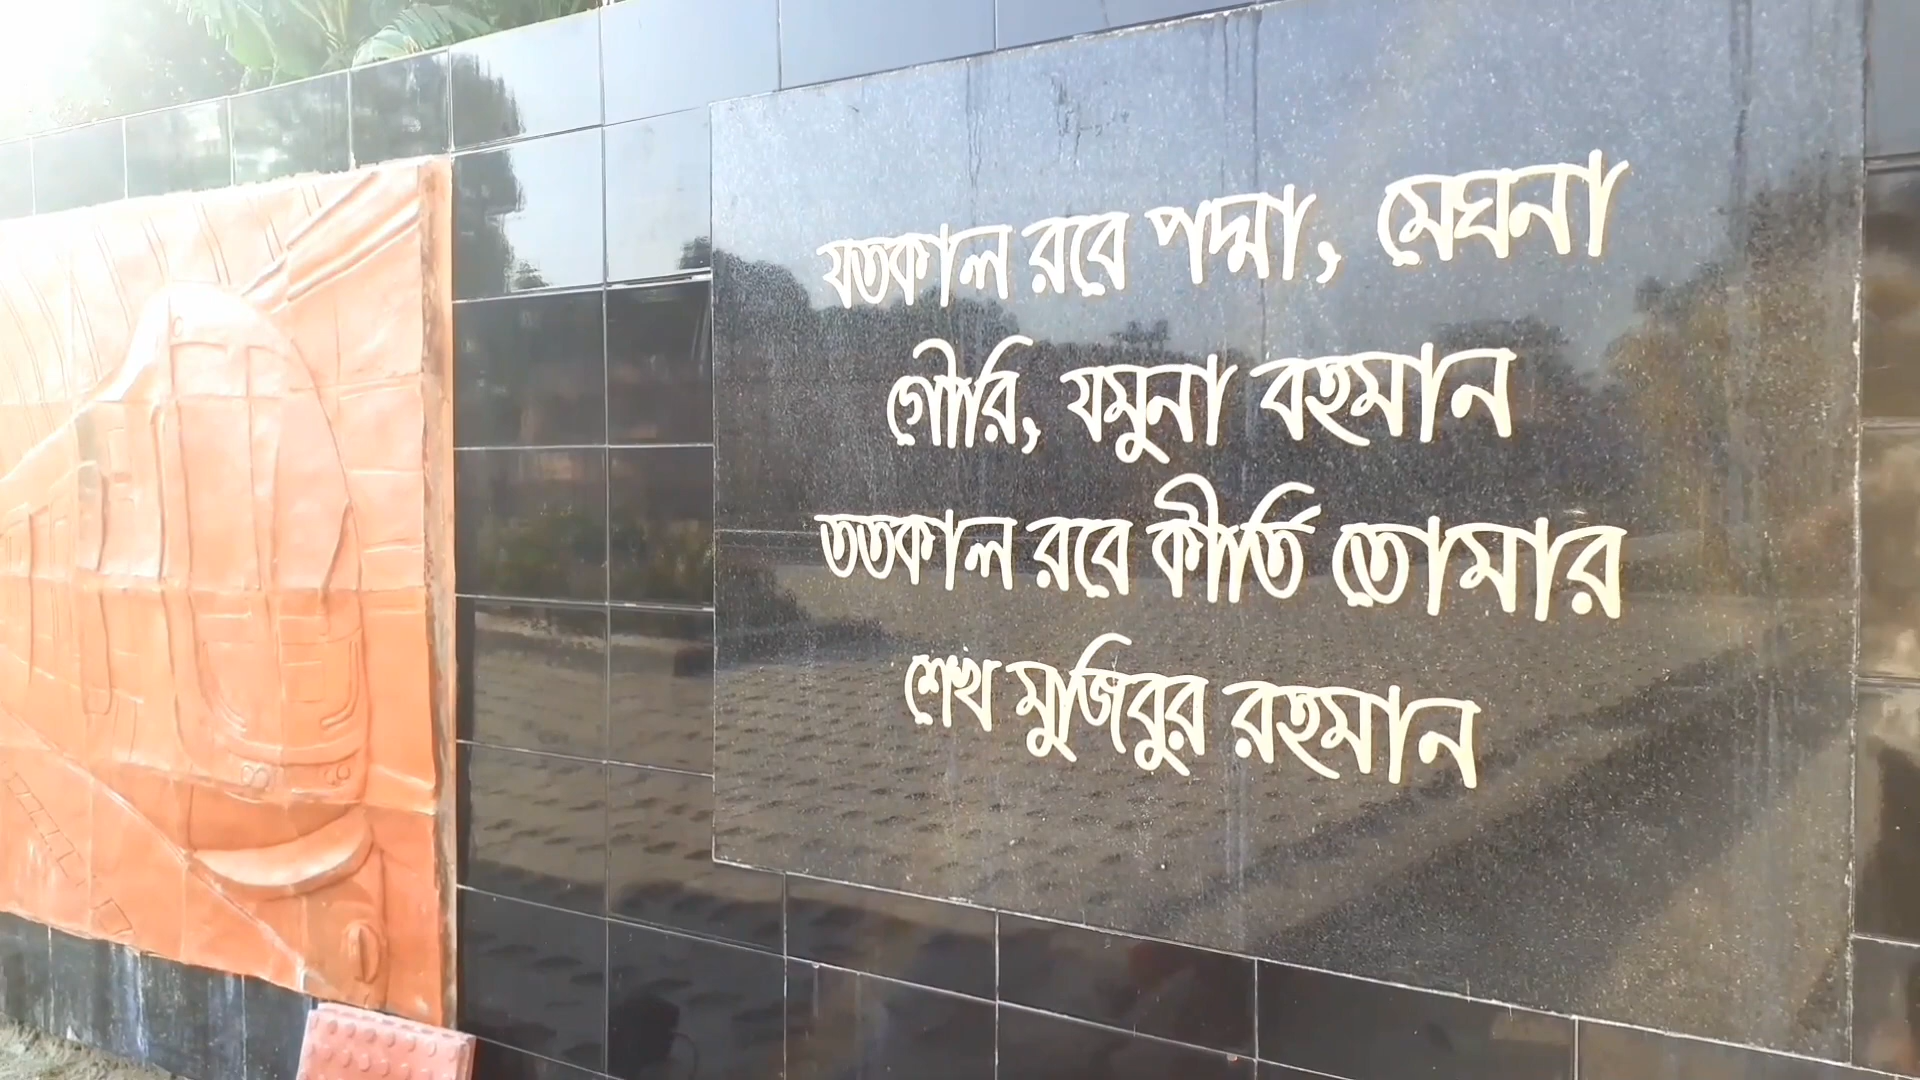 যতকাল রবে পদ্মা, মেঘনা
গৌরি, যমুনা বহমান
ততকাল রবে কীর্তি তোমার
শেখ মুজিবুর রহমান